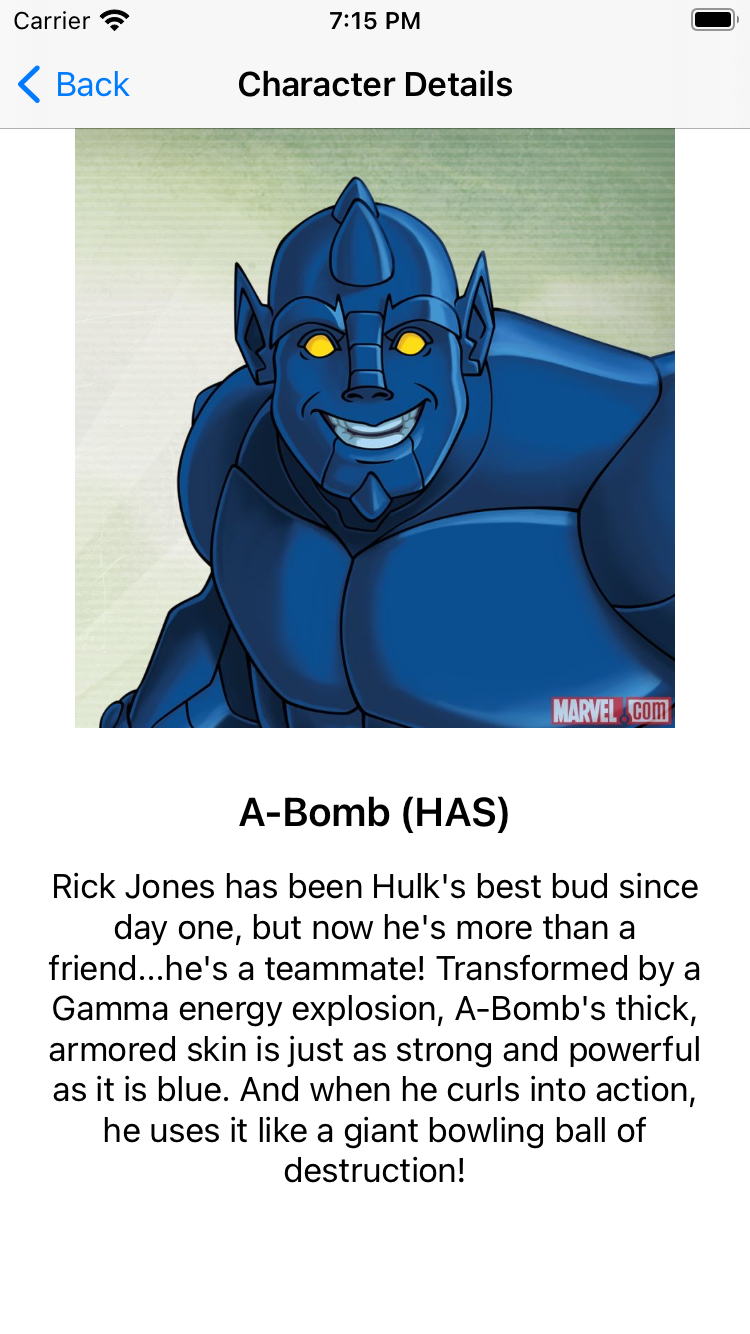 Carrier 7:15 PM
Back Character Details
MARVEL.com
A-Bomb (HAS)
Rick Jones has been Hulk's best bud since
day one, but now he's more than a
friend...he's a teammate! Transformed by a
Gamma energy explosion, A-Bomb's thick,
armored skin is just as strong and powerful
as it is blue. And when he curls into action,
he uses it like a giant bowling ball of
destruction!